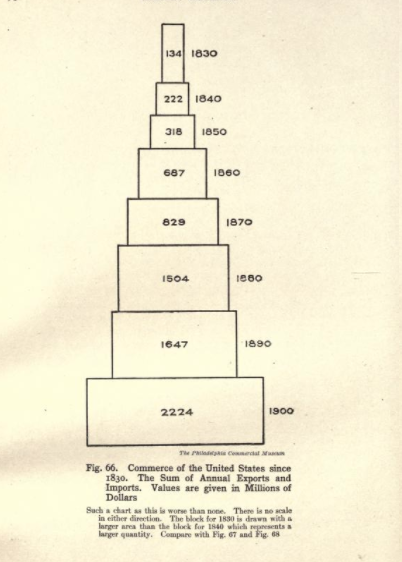 134 1830
222 1840
318 1850
687 1860
829 1870
1504 1880
1647 1890
2224 1900
The Philadelphia Commercial Museum
Fig. 66. Commerce of the United States since
1830. The Sum of Annual Exports and
Imports. Values are given in Millions of
Dollars
Such a chart as this is worse than none. There is no scale
in either direction. The block for 1830 is drawn with a
larger area than the block for 1840 which represents a
larger quantity. Compare with Fig. 67 and Fig. 68